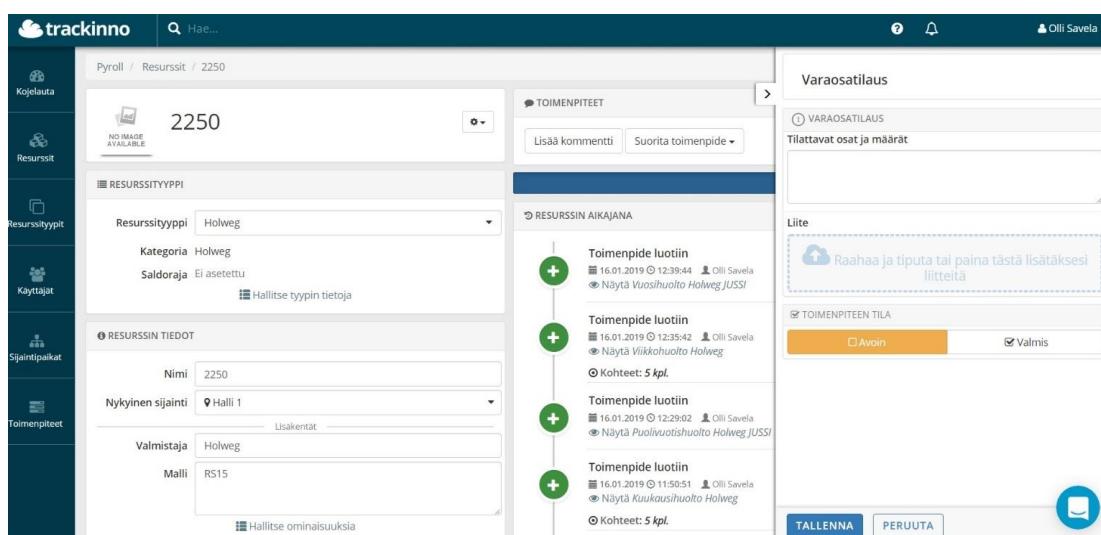 trackinno
Hae...
Olli Savela
Kojelauta
Resurssit
Resurssityypit
Käyttäjät
Sijaintipaikat
Toimenpiteet
Pyroll / Resurssit / 2250
NO IMAGE
AVAILABLE
2250
RESURSSITYYPPI
Resurssityyppi Holweg
Kategoria Holweg
Saldoraja Ei asetettu
Hallitse tyypin tietoja
RESURSSIN TIEDOT
Nimi 2250
Nykyinen sijainti Halli 1
Lisäkentät
Valmistaja Holweg
Malli RS15
Hallitse ominaisuuksia
TOIMENPITEET
Lisää kommentti Suorita toimenpide
RESURSSIN AIKAJANA
Toimenpide luotiin
16.01.2019 12:39:44 Olli Savela
Näytä Vuosihuolto Holweg JUSSI
Toimenpide luotiin
16.01.2019 12:35:42 Olli Savela
Näytä Viikkohuolto Holweg
Kohteet: 5 kpl.
Toimenpide luotiin
16.01.2019 12:29:02 Olli Savela
Näytä Puolivuotishuolto Holweg JUSSI
Toimenpide luotiin
16.01.2019 11:50:51 Olli Savela
Näytä Kuukausihuolto Holweg
Kohteet: 5 kpl.
Varaosatilaus
VARAOSATILAUS
Tilattavat osat ja määrät
Liite
Raahaa ja tiputa tai paina tästä lisätäksesi
liitteitä
TOIMENPITEEN TILA
Avoin Valmis
TALLENNA PERUUTA